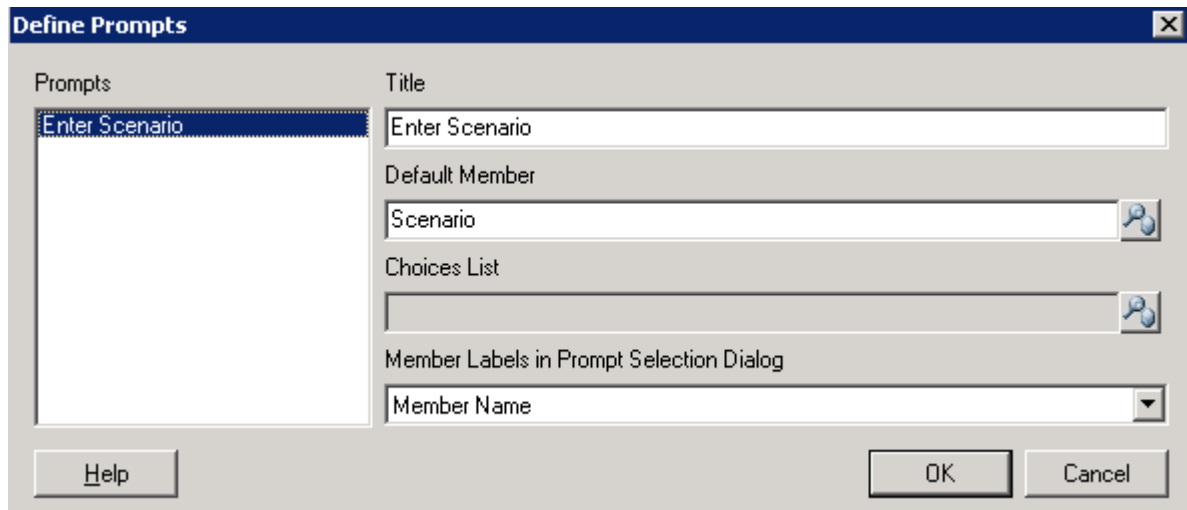 Define Prompts
Prompts
Enter Scenario
Title
Enter Scenario
Default Member
Scenario
Choices List
Member Labels in Prompt Selection Dialog
Member Name
Help
OK
Cancel